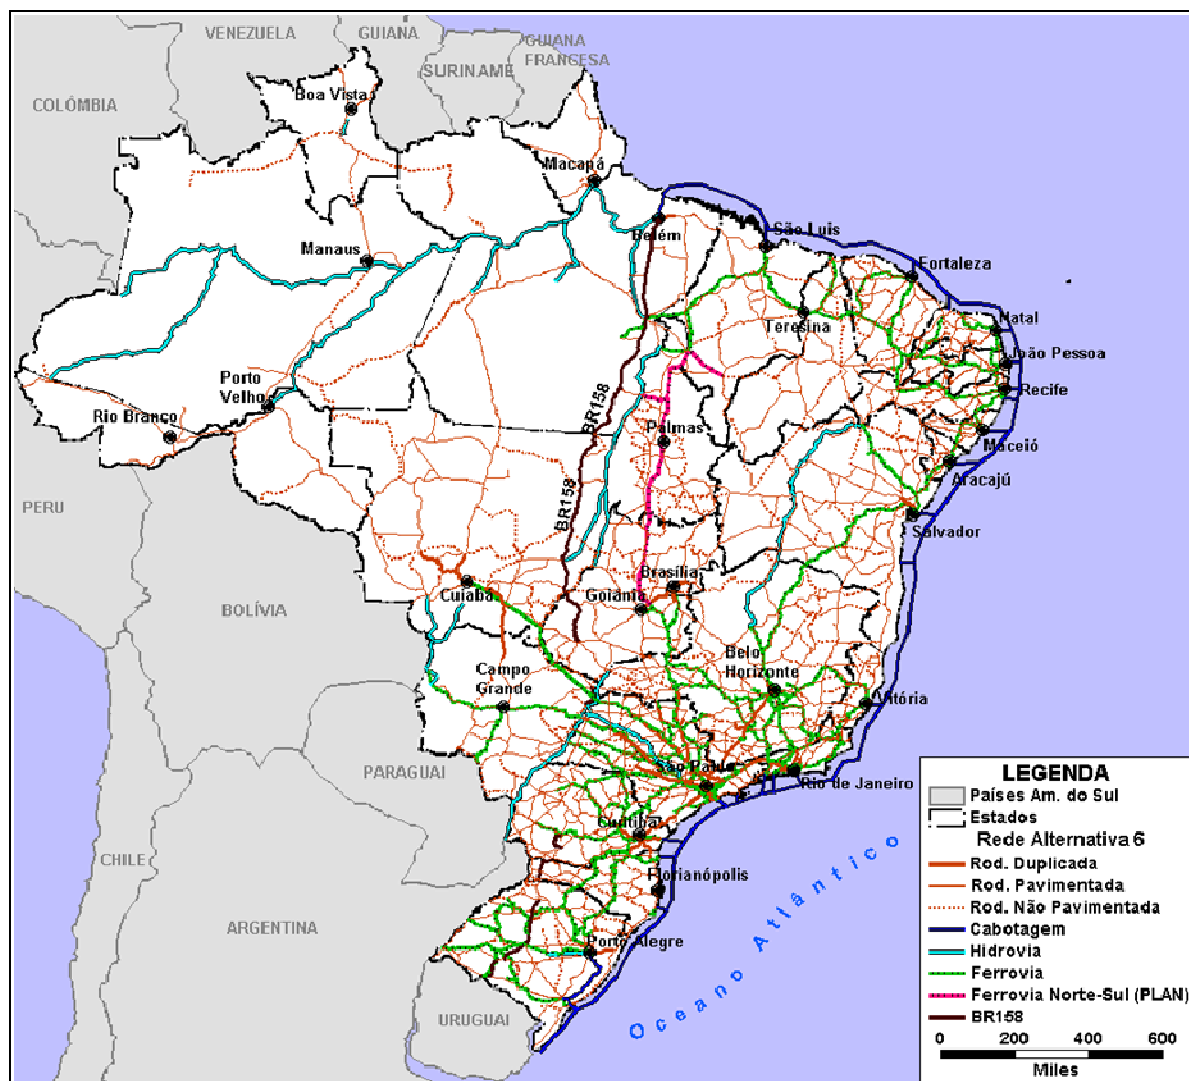 VENEZUELA
GUIANA
GUIANA
FRANCESA
SURINAME
COLÔMBIA
Boa Vista
Macapá
Belém
São Luis
Manaus
Fortaleza
Teresina
Natal
João Pessoa
Porto
Velho
Recife
Rio Branco
BR158
Palmas
Maceió
Aracajú
PERU
BR158
Salvador
Brasília
Cuiabá
Goiânia
BOLÍVIA
Belo
Horizonte
Campo
Grande
Vitória
PARAGUAI
São Paulo
Rio de Janeiro
Curitiba
CHILE
Florianópolis
ARGENTINA
Porto Alegre
URUGUAI
Oceano Atlântico
LEGENDA
Países Am. do Sul
Estados
Rede Alternativa 6
Rod. Duplicada
Rod. Pavimentada
Rod. Não Pavimentada
Cabotagem
Hidrovia
Ferrovia
Ferrovia Norte-Sul (PLAN)
BR158
0 200 400 600
Miles